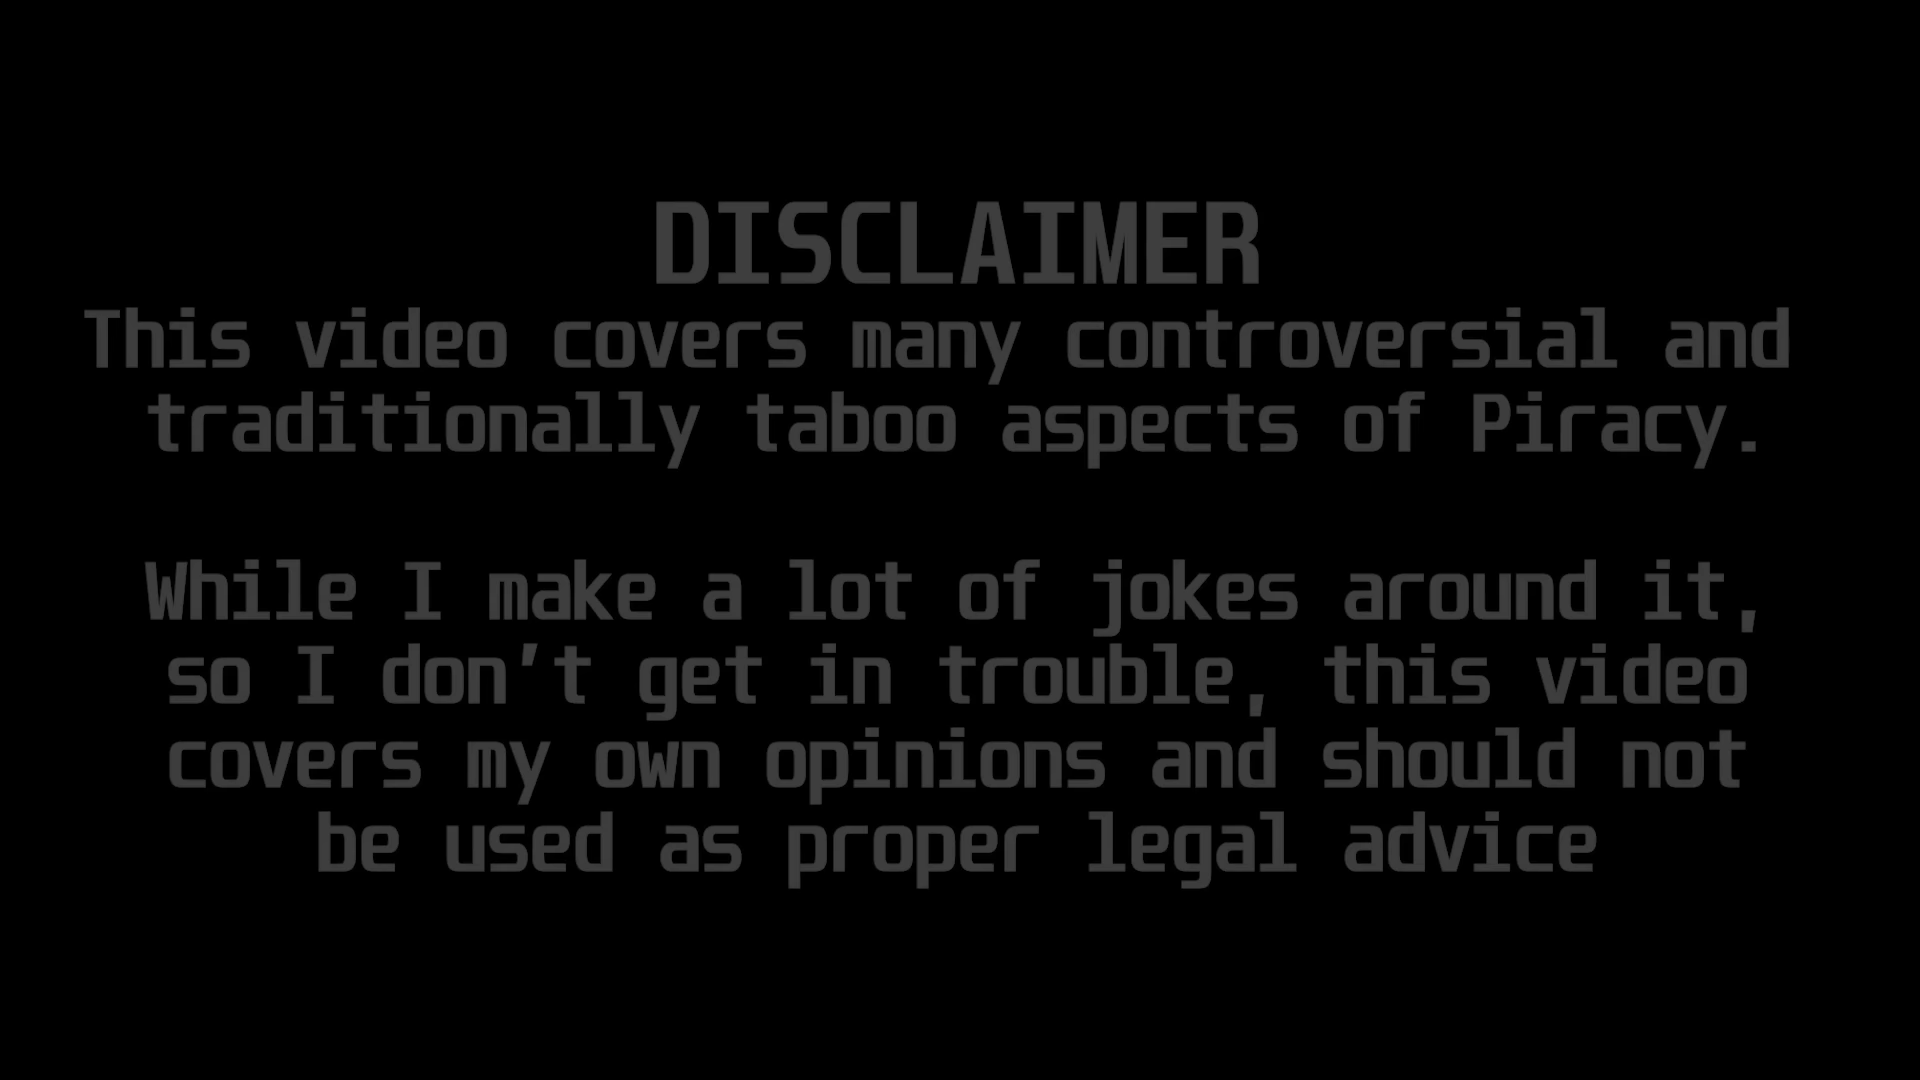 DISCLAIMER
This video covers many controversial and
traditionally taboo aspects of Piracy.
While I make a lot of jokes around it,
so I don't get in trouble, this video
covers my own opinions and should not
be used as proper legal advice